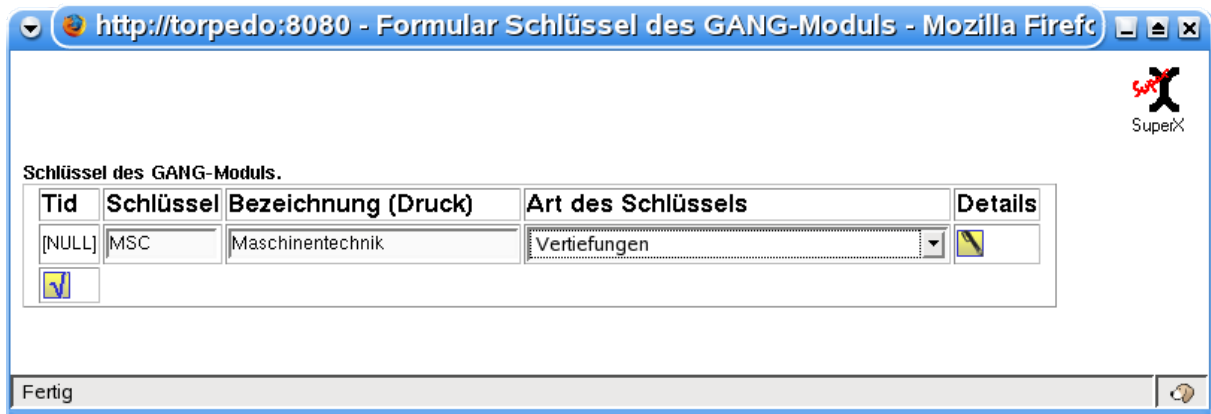 http://torpedo:8080 - Formular Schlüssel des GANG-Moduls - Mozilla Firefo
Super
SuperX
Schlüssel des GANG-Moduls.
Tid Schlüssel Bezeichnung (Druck) Art des Schlüssels Details
[NULL] MSC Maschinentechnik Vertiefungen
Fertig